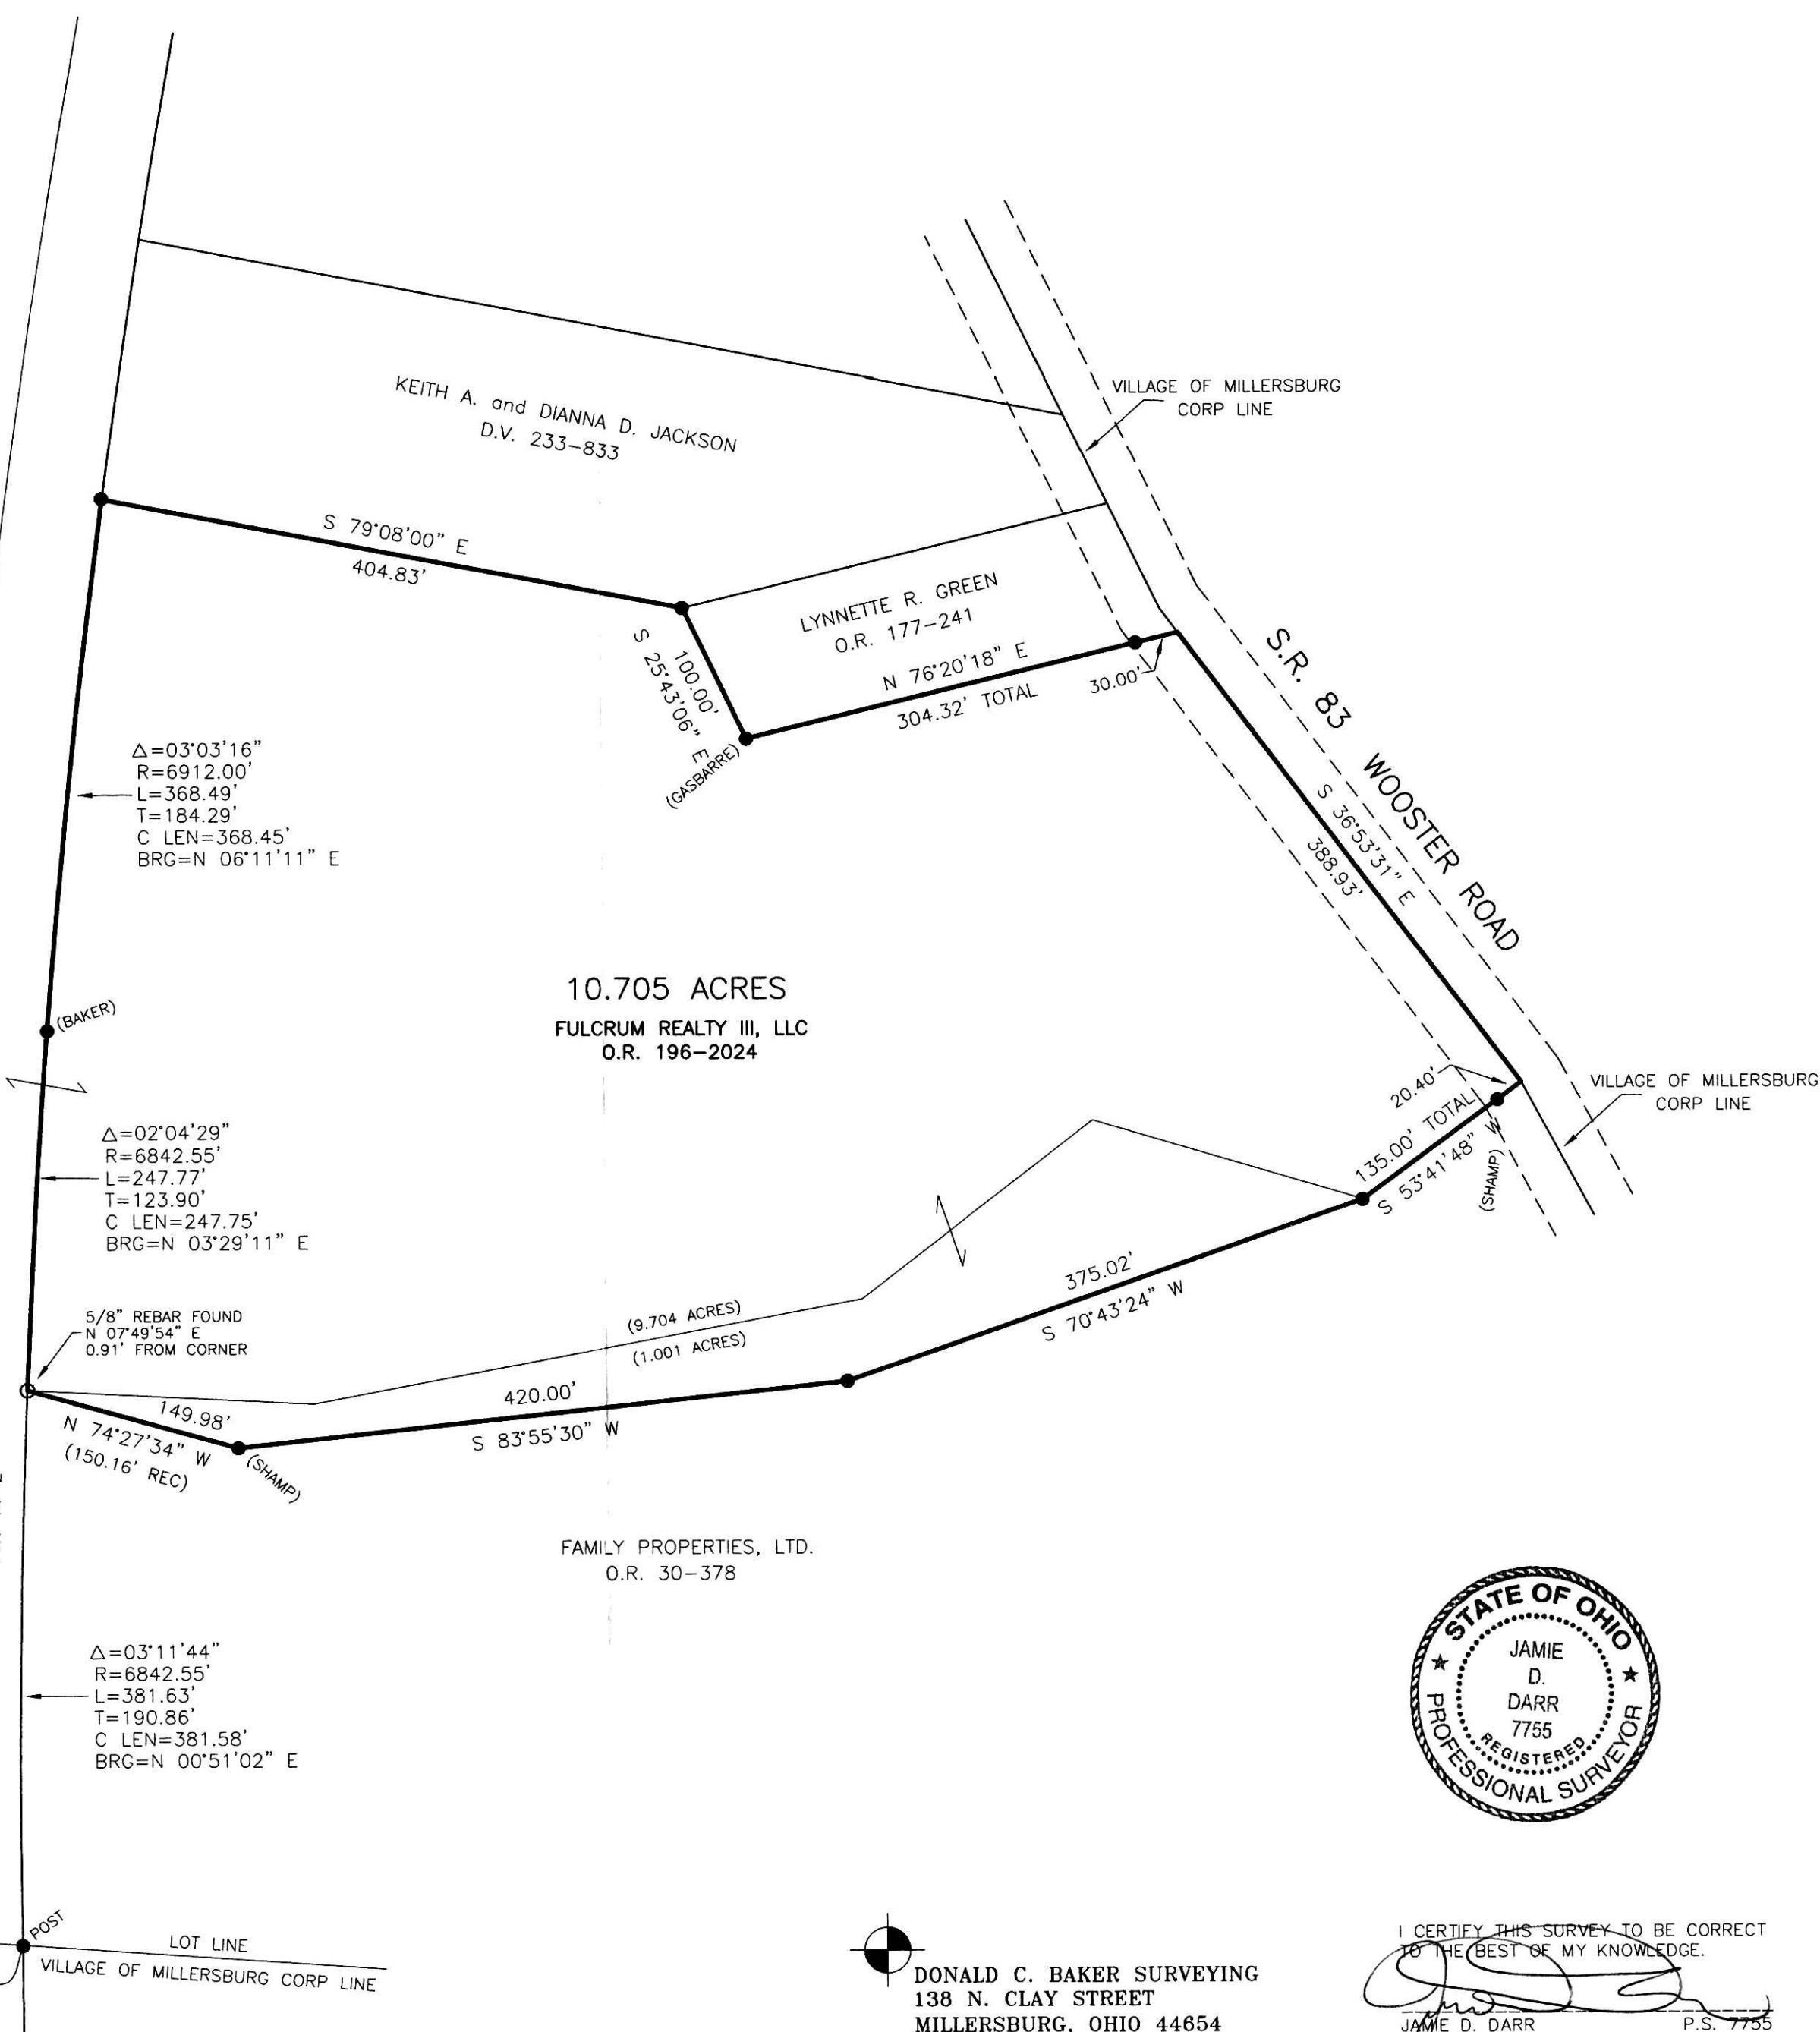 VILLAGE OF MILLERSBURG
CORP LINE
KEITH A. and DIANNA D. JACKSON
D.V. 233-833
S 79°08'00" E
404.83'
LYNNETTE R. GREEN
O.R. 177-241
100.00'
S 25°43'06" E
N 76°20'18" E
304.32' TOTAL
30.00'
(GASBARRE)
S.R. 83 WOOSTER ROAD
S 36°53'31" E
388.93'
Δ=03°03'16"
R=6912.00'
L=368.49'
T=184.29'
C LEN=368.45'
BRG=N 06°11'11" E
10.705 ACRES
FULCRUM REALTY III, LLC
O.R. 196-2024
(BAKER)
20.40'
VILLAGE OF MILLERSBURG
CORP LINE
135.00' TOTAL
S 53°41'48" W
(SHAMP)
Δ=02°04'29"
R=6842.55'
L=247.77'
T=123.90'
C LEN=247.75'
BRG=N 03°29'11" E
375.02'
S 70°43'24" W
5/8" REBAR FOUND
N 07°49'54" E
0.91' FROM CORNER
(9.704 ACRES)
(1.001 ACRES)
149.98'
N 74°27'34" W
(150.16' REC)
(SHAMP)
420.00'
S 83°55'30" W
FAMILY PROPERTIES, LTD.
O.R. 30-378
STATE OF OHIO
JAMIE
D.
DARR
7755
REGISTERED
PROFESSIONAL SURVEYOR
Δ=03°11'44"
R=6842.55'
L=381.63'
T=190.86'
C LEN=381.58'
BRG=N 00°51'02" E
POST
LOT LINE
VILLAGE OF MILLERSBURG CORP LINE
DONALD C. BAKER SURVEYING
138 N. CLAY STREET
MILLERSBURG, OHIO 44654
I CERTIFY THIS SURVEY TO BE CORRECT
TO THE BEST OF MY KNOWLEDGE.
JAMIE D. DARR P.S. 7755